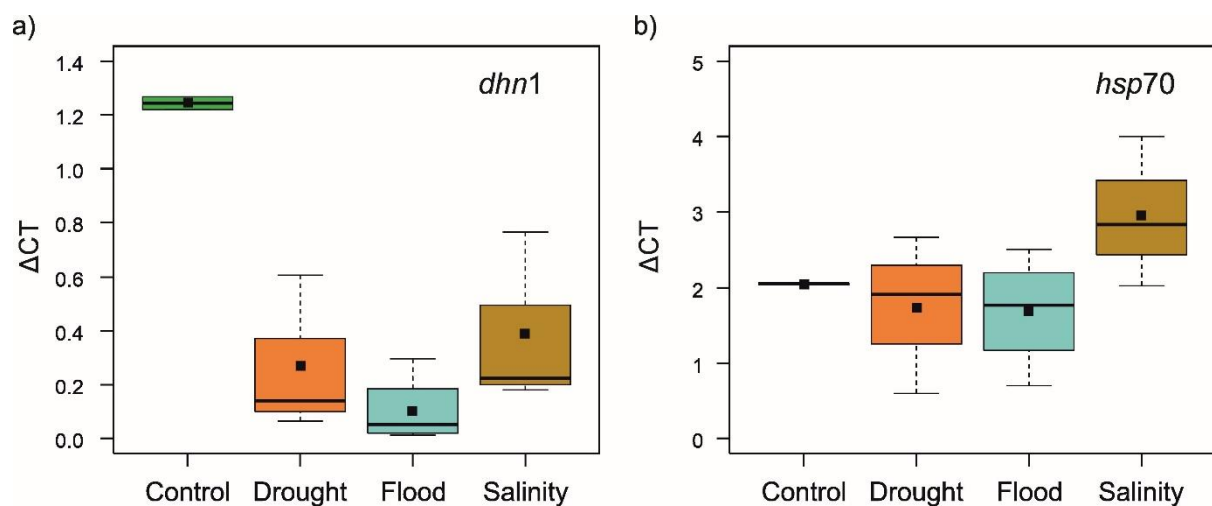 a)
dhn1
ΔCT
1.4
1.2
1.0
0.8
0.6
0.4
0.2
0.0
Control Drought Flood Salinity
b)
hsp70
ΔCT
5
4
3
2
1
0
Control Drought Flood Salinity